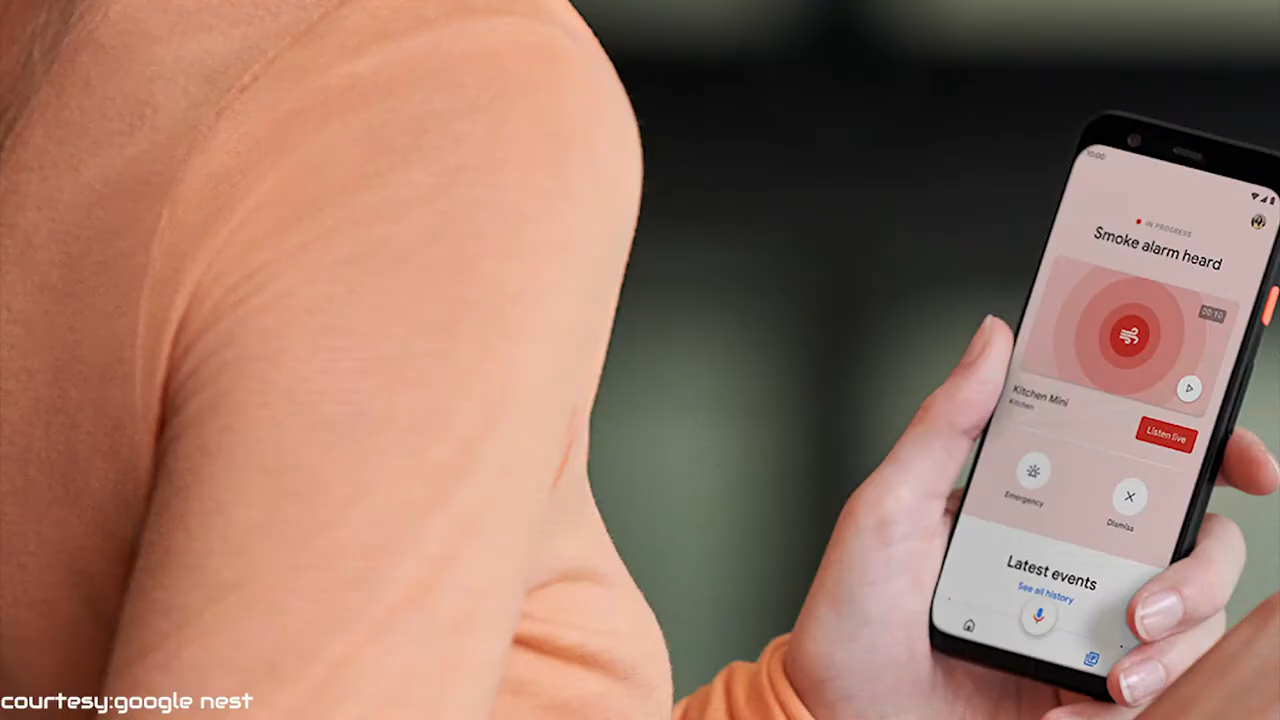 10:00
IN PROGRESS
Smoke alarm heard
00:10
Kitchen Mini
Kitchen
Listen live
Emergency
Dismiss
Latest events
See all history
courtesy:google nest